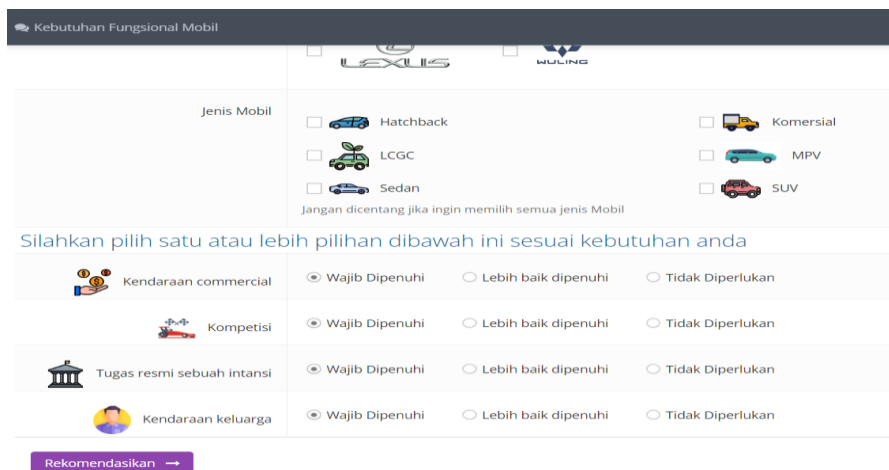 Kebutuhan Fungsional Mobil
LEXUS WULING
Jenis Mobil
Hatchback Komersial
LCGC MPV
Sedan SUV
Jangan dicentang jika ingin memilih semua jenis Mobil
Silahkan pilih satu atau lebih pilihan dibawah ini sesuai kebutuhan anda
Kendaraan commercial Wajib Dipenuhi Lebih baik dipenuhi Tidak Diperlukan
Kompetisi Wajib Dipenuhi Lebih baik dipenuhi Tidak Diperlukan
Tugas resmi sebuah intansi Wajib Dipenuhi Lebih baik dipenuhi Tidak Diperlukan
Kendaraan keluarga Wajib Dipenuhi Lebih baik dipenuhi Tidak Diperlukan
Rekomendasikan →